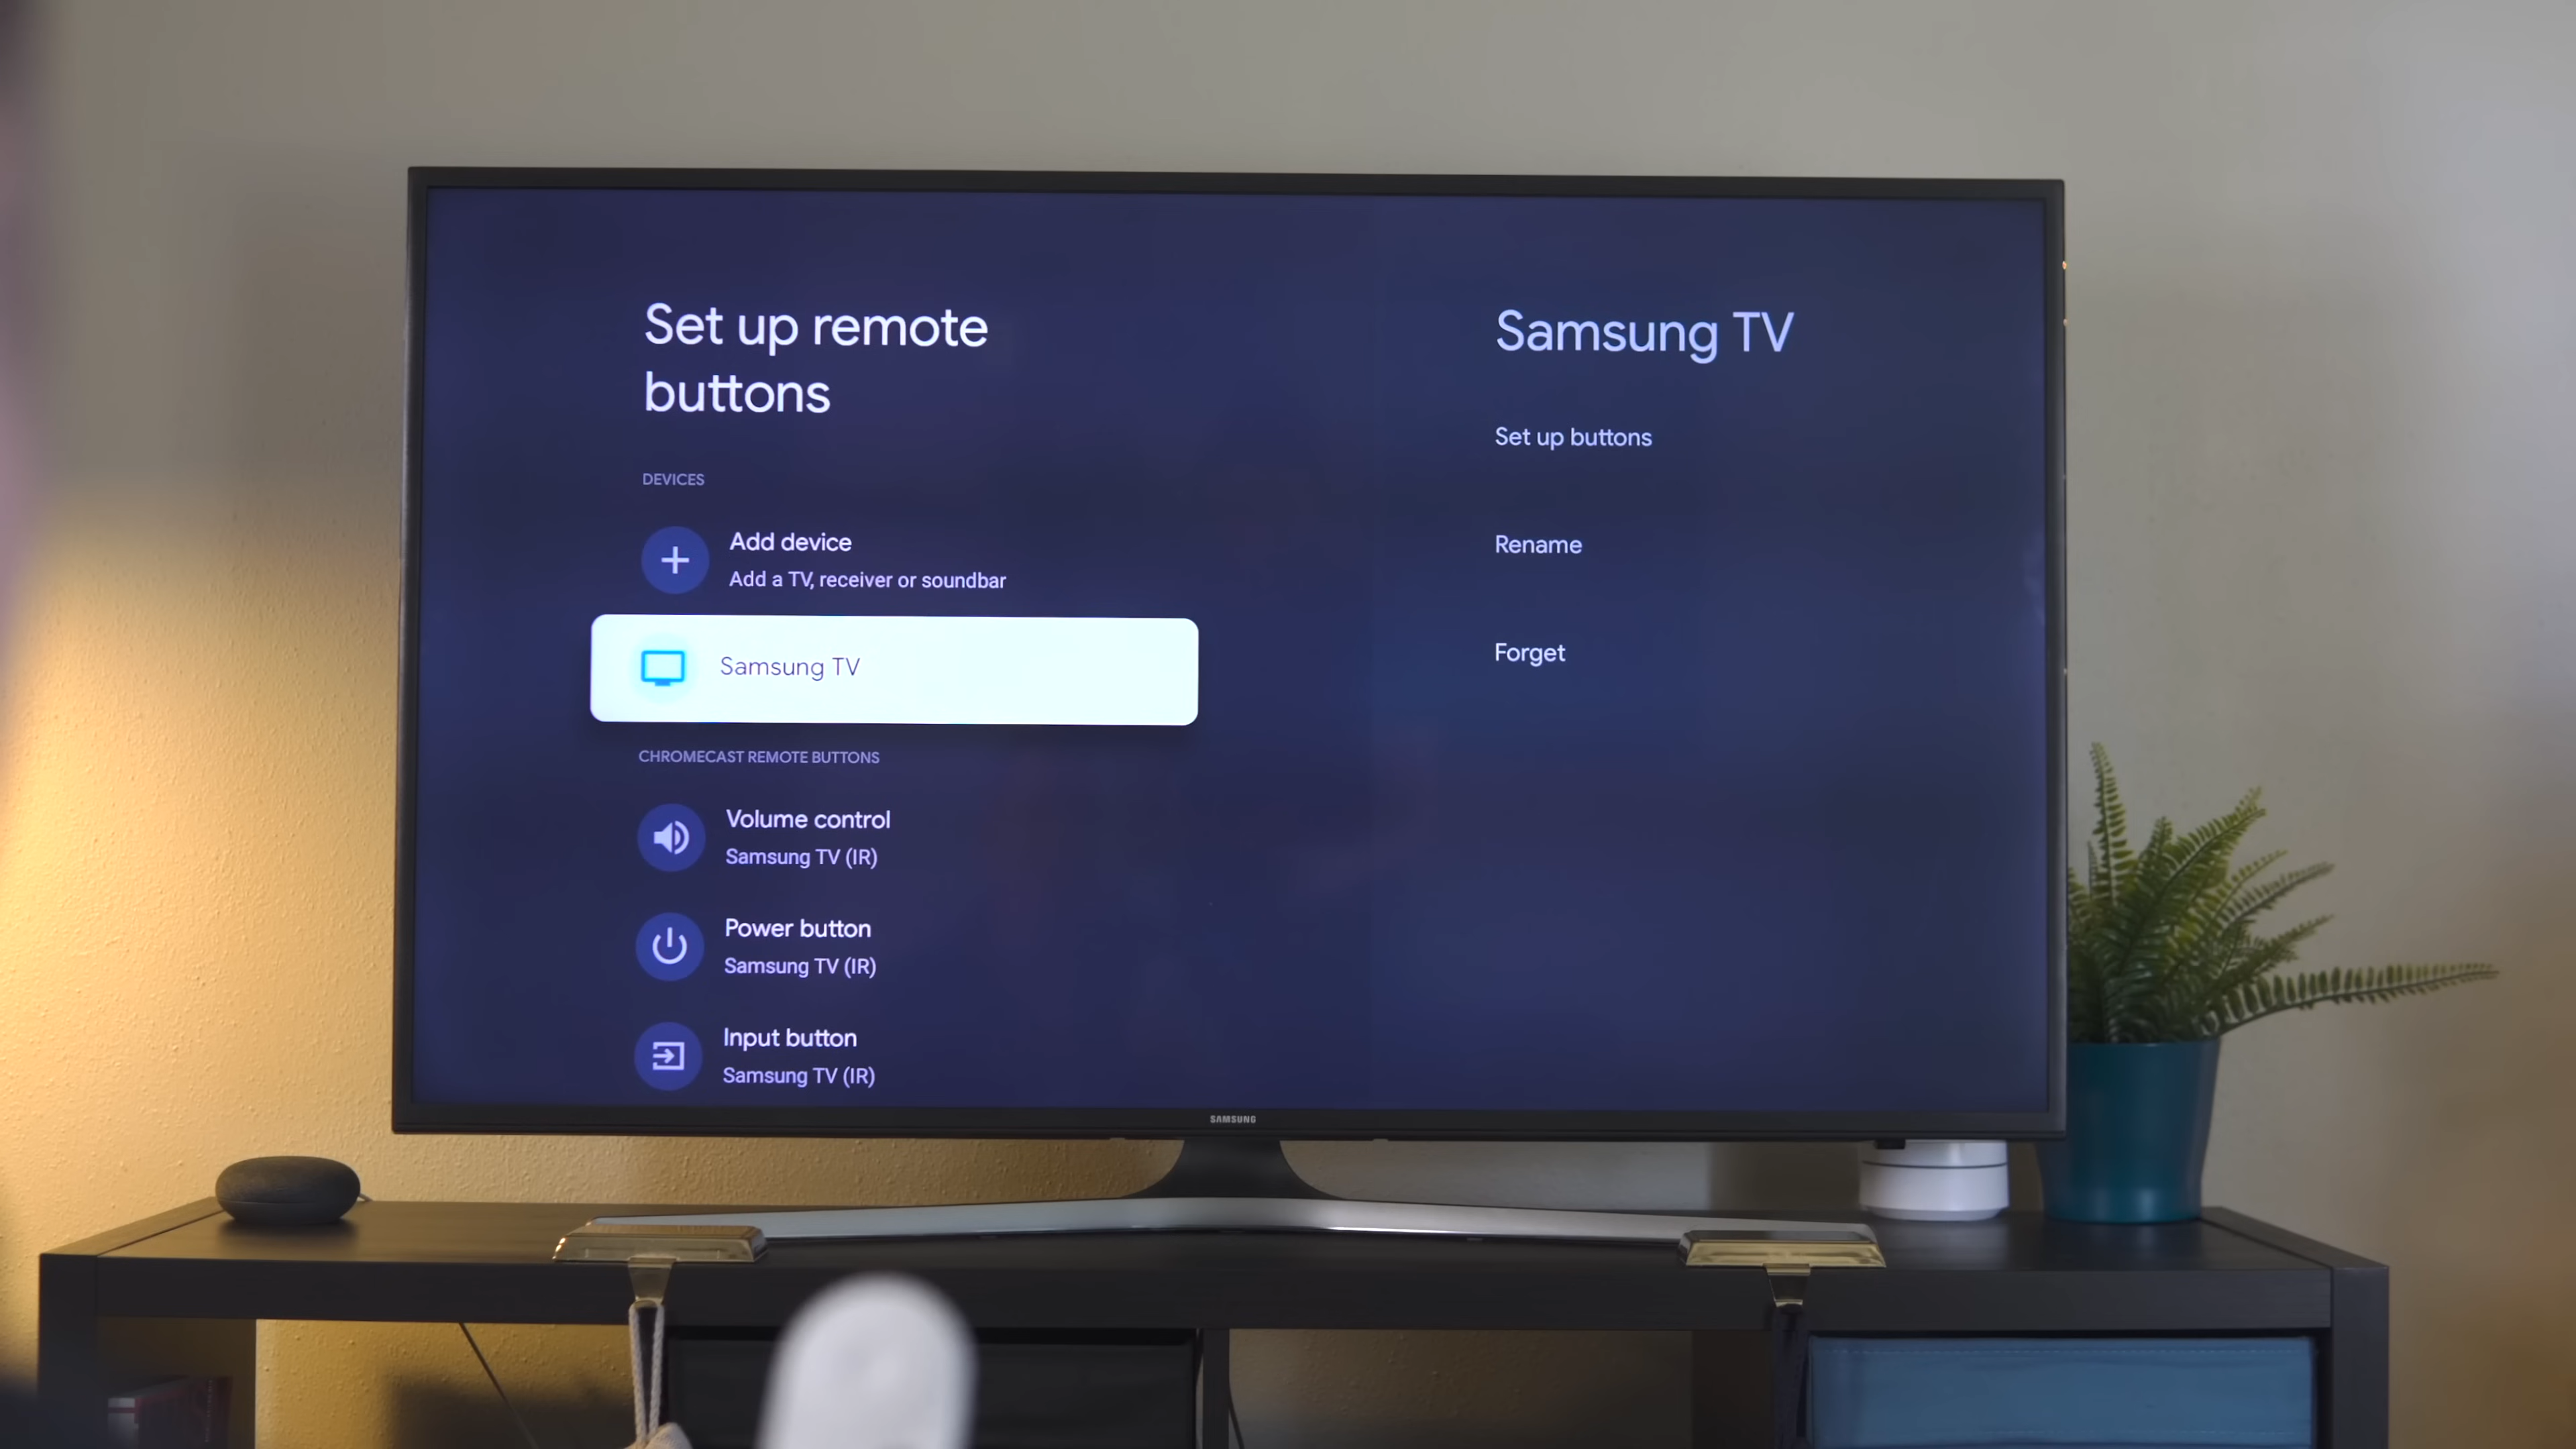 Set up remote
buttons
DEVICES
Add device
Add a TV, receiver or soundbar
Samsung TV
CHROMECAST REMOTE BUTTONS
Volume control
Samsung TV (IR)
Power button
Samsung TV (IR)
Input button
Samsung TV (IR)
Samsung TV
Set up buttons
Rename
Forget
SAMSUNG